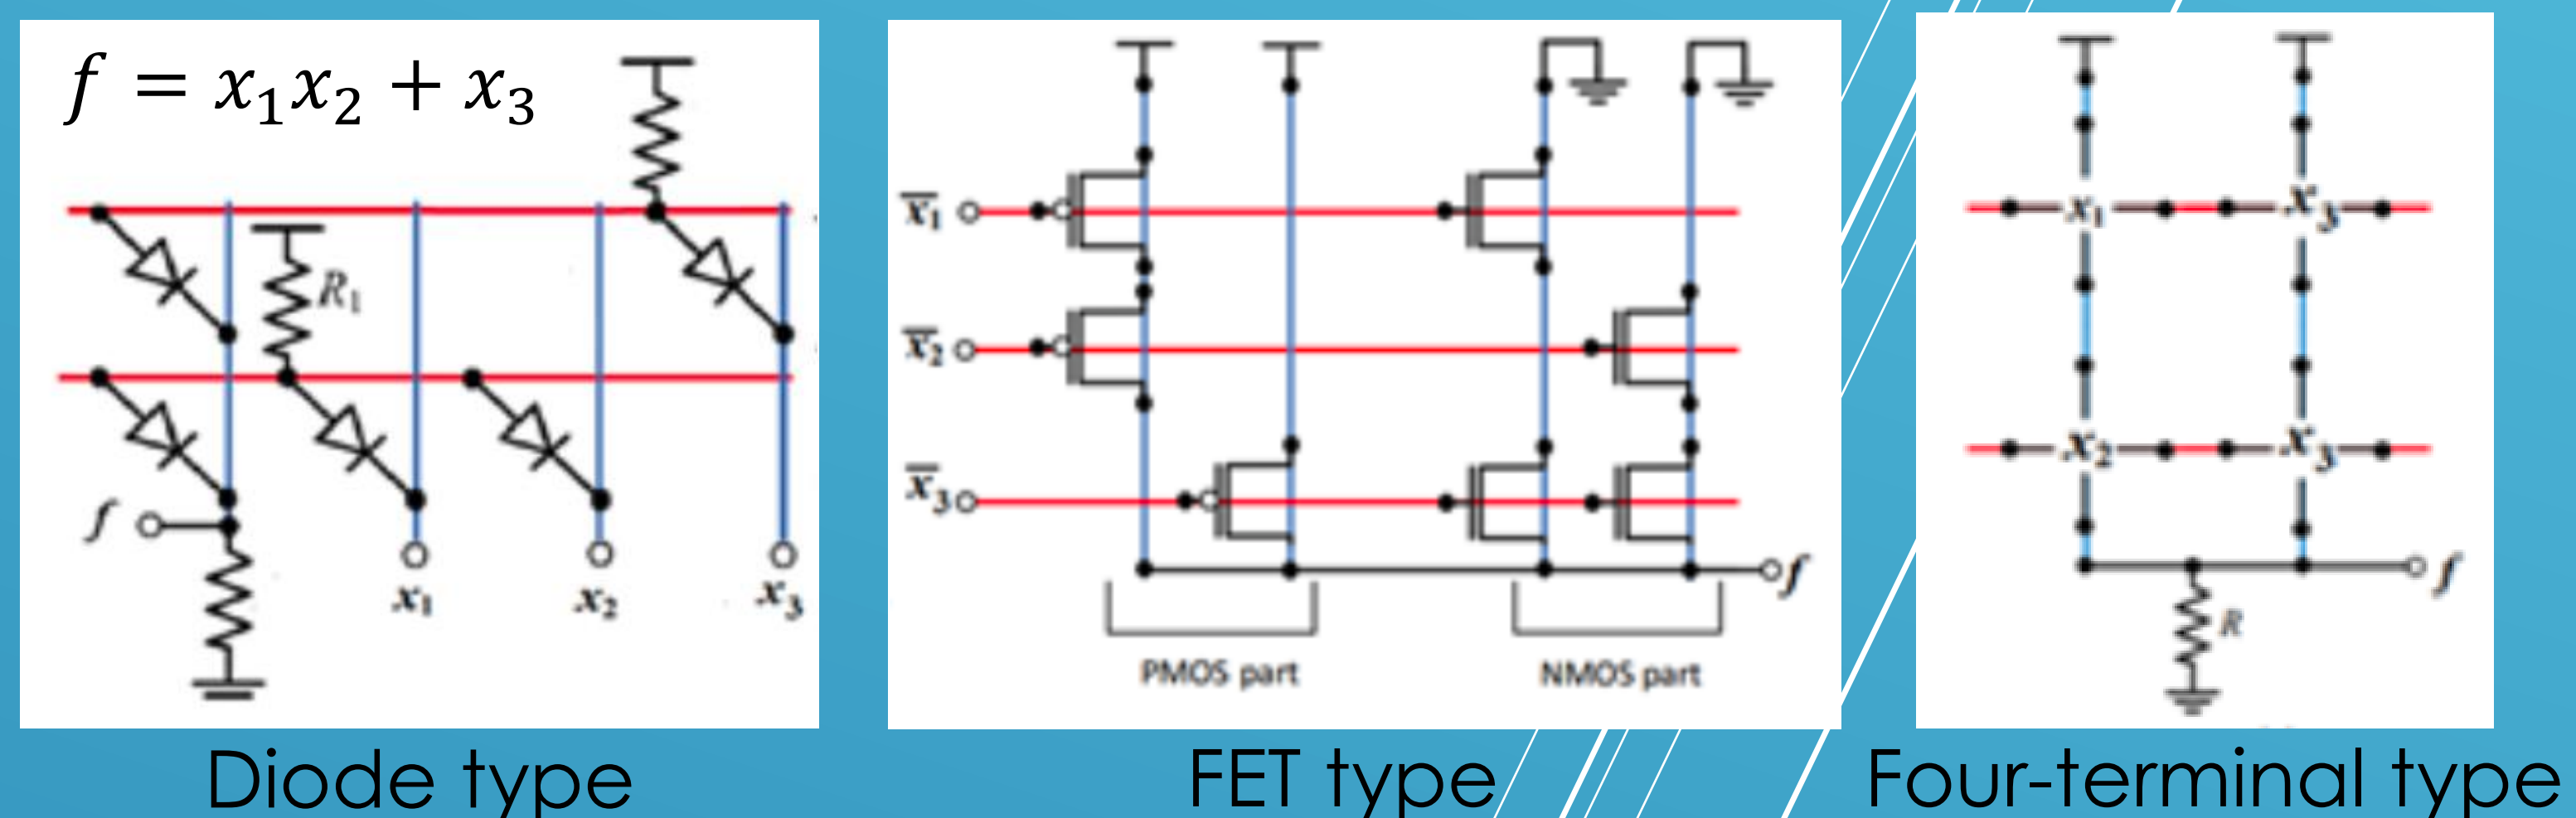 f = x₁x₂ + x₃
R₁
f
x₁ x₂ x₃
Diode type
x̅₁
x̅₂
x̅₃
f
PMOS part NMOS part
FET type
x₁ x₃
x₂ x₃
f
R
Four-terminal type